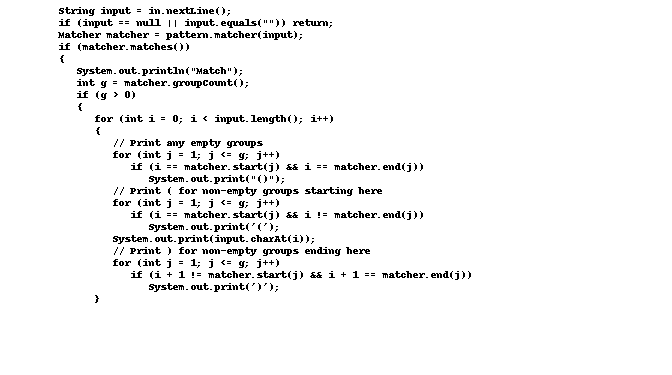 String input = in.nextLine();
if (input == null || input.equals("")) return;
Matcher matcher = pattern.matcher(input);
if (matcher.matches())
{
System.out.println("Match");
int g = matcher.groupCount();
if (g > 0)
{
for (int i = 0; i < input.length(); i++)
{
// Print any empty groups
for (int j = 1; j <= g; j++)
if (i == matcher.start(j) && i == matcher.end(j))
System.out.print("()");
// Print ( for non-empty groups starting here
for (int j = 1; j <= g; j++)
if (i == matcher.start(j) && i != matcher.end(j))
System.out.print('(');
System.out.print(input.charAt(i));
// Print ) for non-empty groups ending here
for (int j = 1; j <= g; j++)
if (i + 1 != matcher.start(j) && i + 1 == matcher.end(j))
System.out.print(')');
}